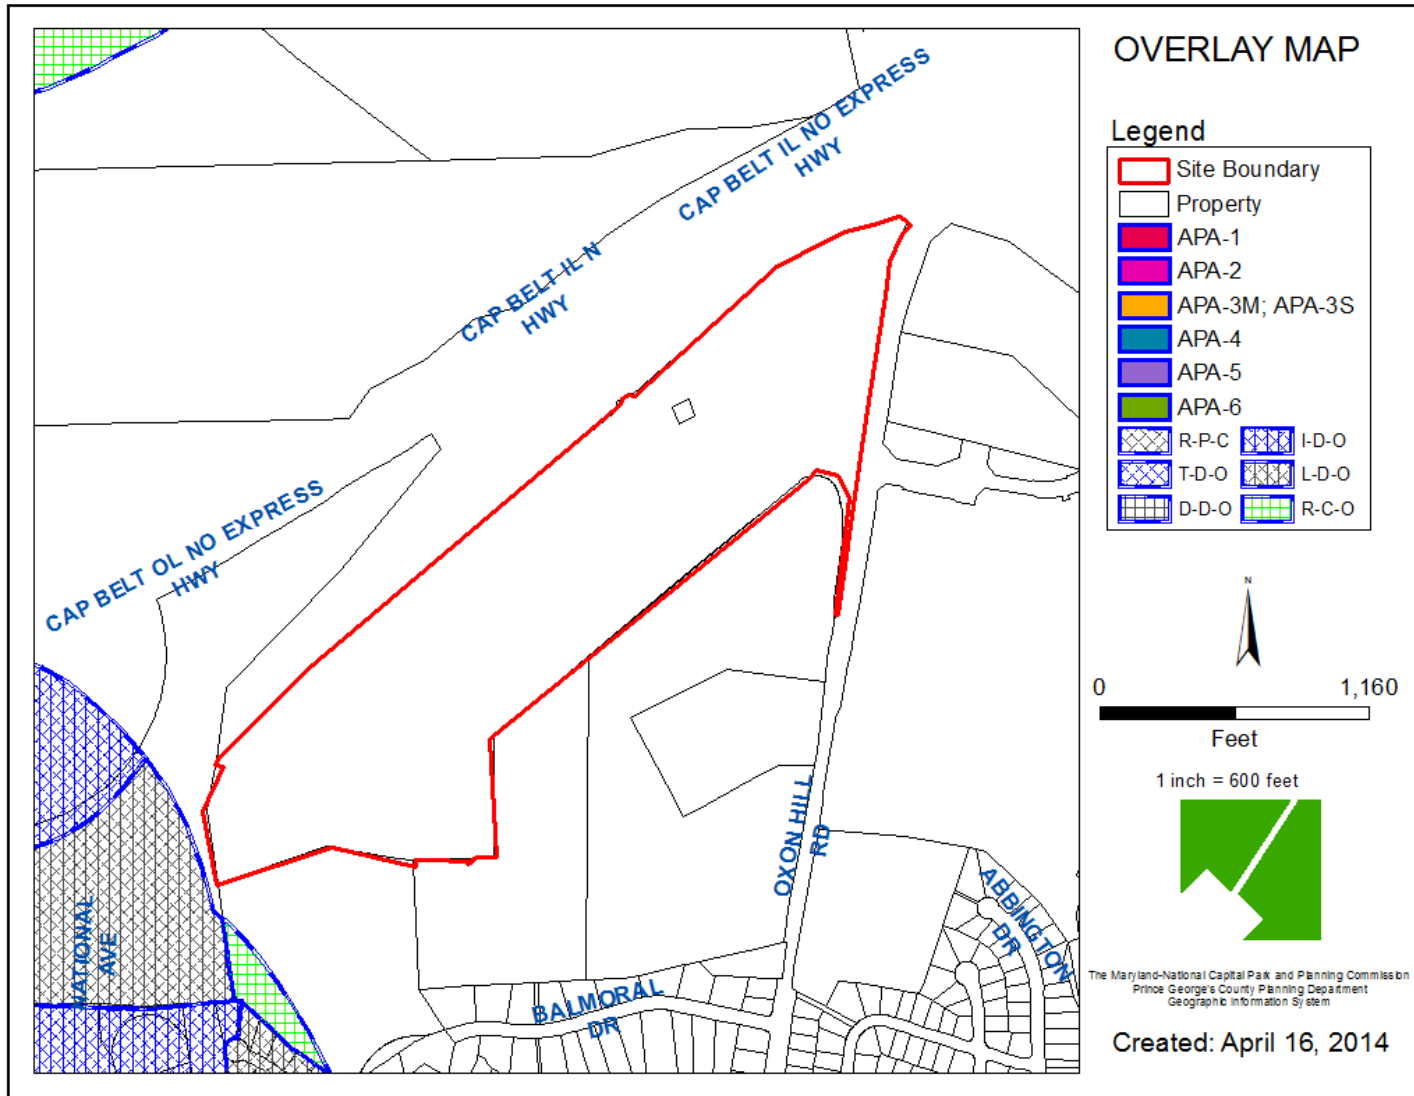 OVERLAY MAP
Legend
Site Boundary
Property
APA-1
APA-2
APA-3M; APA-3S
APA-4
APA-5
APA-6
R-P-C
I-D-O
T-D-O
L-D-O
D-D-O
R-C-O
N
0 1,160
Feet
1 inch = 600 feet
The Maryland-National Capital Park and Planning Commission
Prince George's County Planning Department
Geographic Information System
Created: April 16, 2014
CAP BELT IL NO EXPRESS
HWY
CAP BELT IL N
HWY
CAP BELT OL NO EXPRESS
HWY
NATIONAL
AVE
OXON HILL
RD
ABBINGTON
DR
BALMORAL
DR